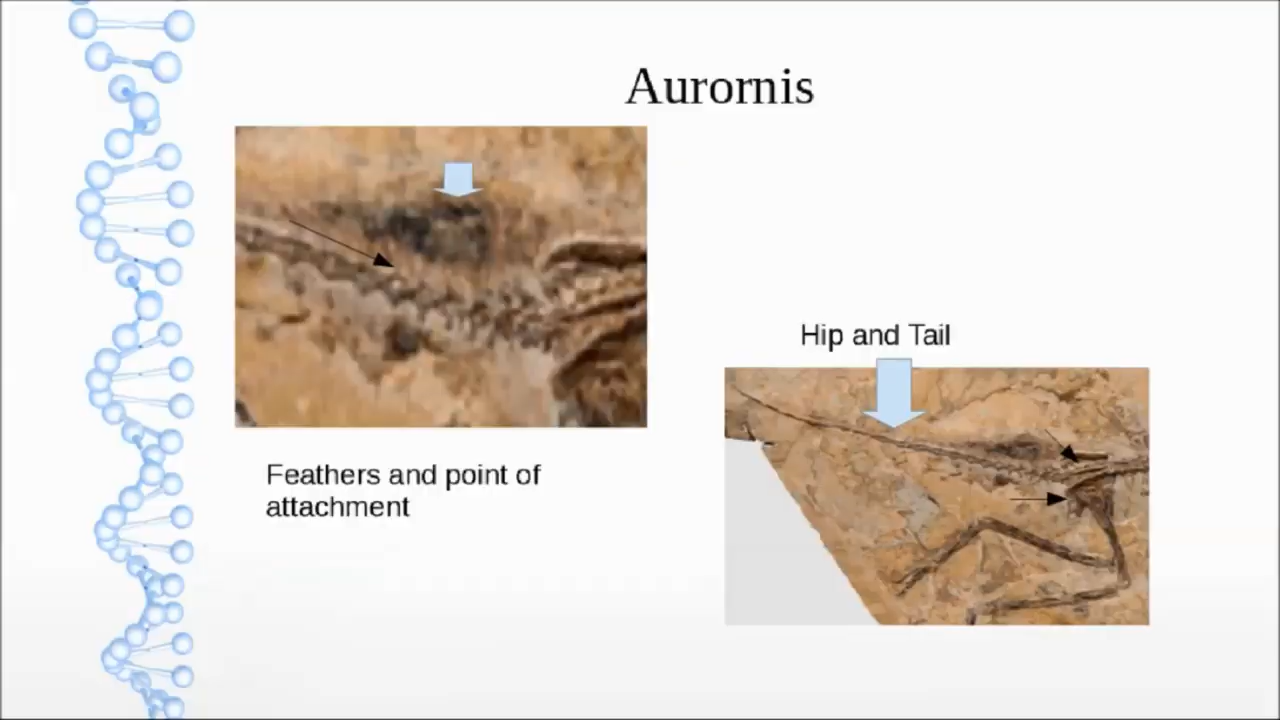 Aurornis
Hip and Tail
Feathers and point of
attachment